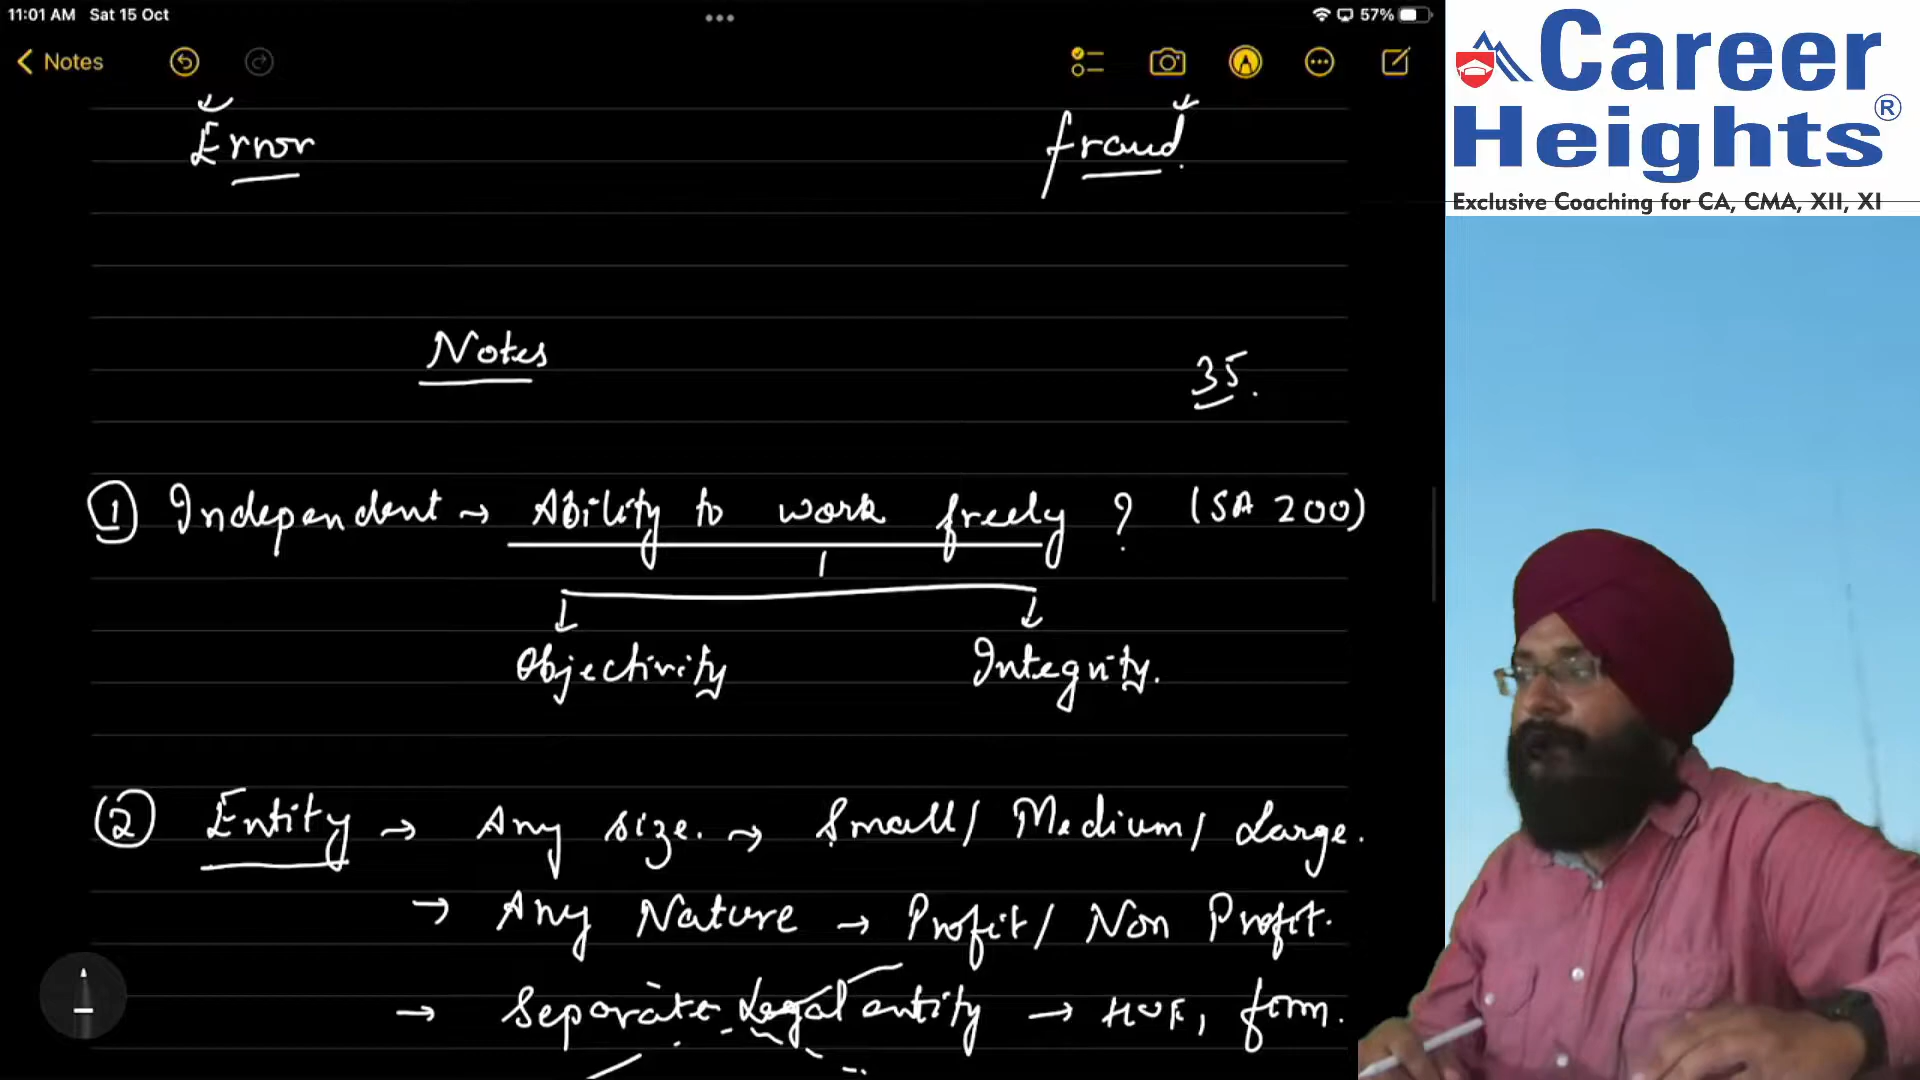 11:01 AM Sat 15 Oct
57%
Notes
Career
Heights®
Exclusive Coaching for CA, CMA, XII, XI
Error
fraud.
Notes
35.
① Independent → Ability to work freely ? (SA 200)
Objectivity
Integrity.
② Entity → Any size. → Small/ Medium/ Large.
→ Any Nature → Profit/ Non Profit.
→ Separate Legal entity → HUF, firm.